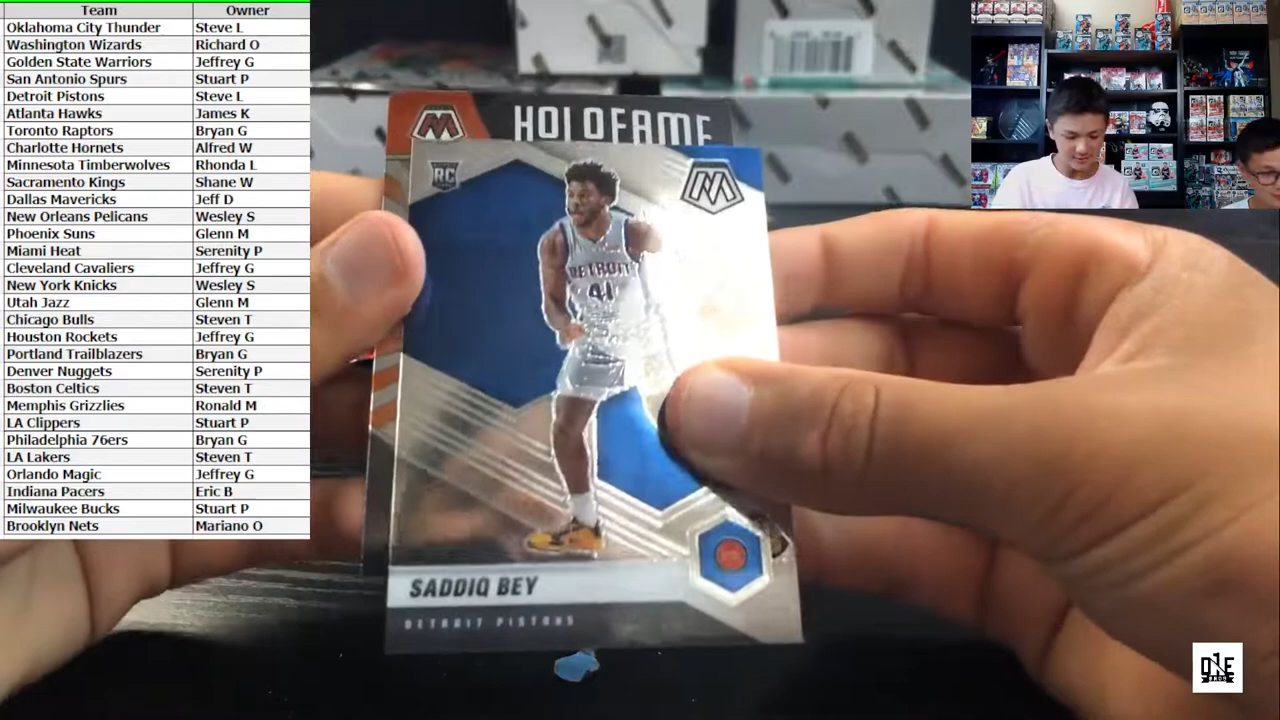 Team Owner
Oklahoma City Thunder Steve L
Washington Wizards Richard O
Golden State Warriors Jeffrey G
San Antonio Spurs Stuart P
Detroit Pistons Steve L
Atlanta Hawks James K
Toronto Raptors Bryan G
Charlotte Hornets Alfred W
Minnesota Timberwolves Rhonda L
Sacramento Kings Shane W
Dallas Mavericks Jeff D
New Orleans Pelicans Wesley S
Phoenix Suns Glenn M
Miami Heat Serenity P
Cleveland Cavaliers Jeffrey G
New York Knicks Wesley S
Utah Jazz Glenn M
Chicago Bulls Steven T
Houston Rockets Jeffrey G
Portland Trailblazers Bryan G
Denver Nuggets Serenity P
Boston Celtics Steven T
Memphis Grizzlies Ronald M
LA Clippers Stuart P
Philadelphia 76ers Bryan G
LA Lakers Steven T
Orlando Magic Jeffrey G
Indiana Pacers Eric B
Milwaukee Bucks Stuart P
Brooklyn Nets Mariano O
HOLOFAME
RC
DETROIT
41
SADDIQ BEY
DETROIT PISTONS